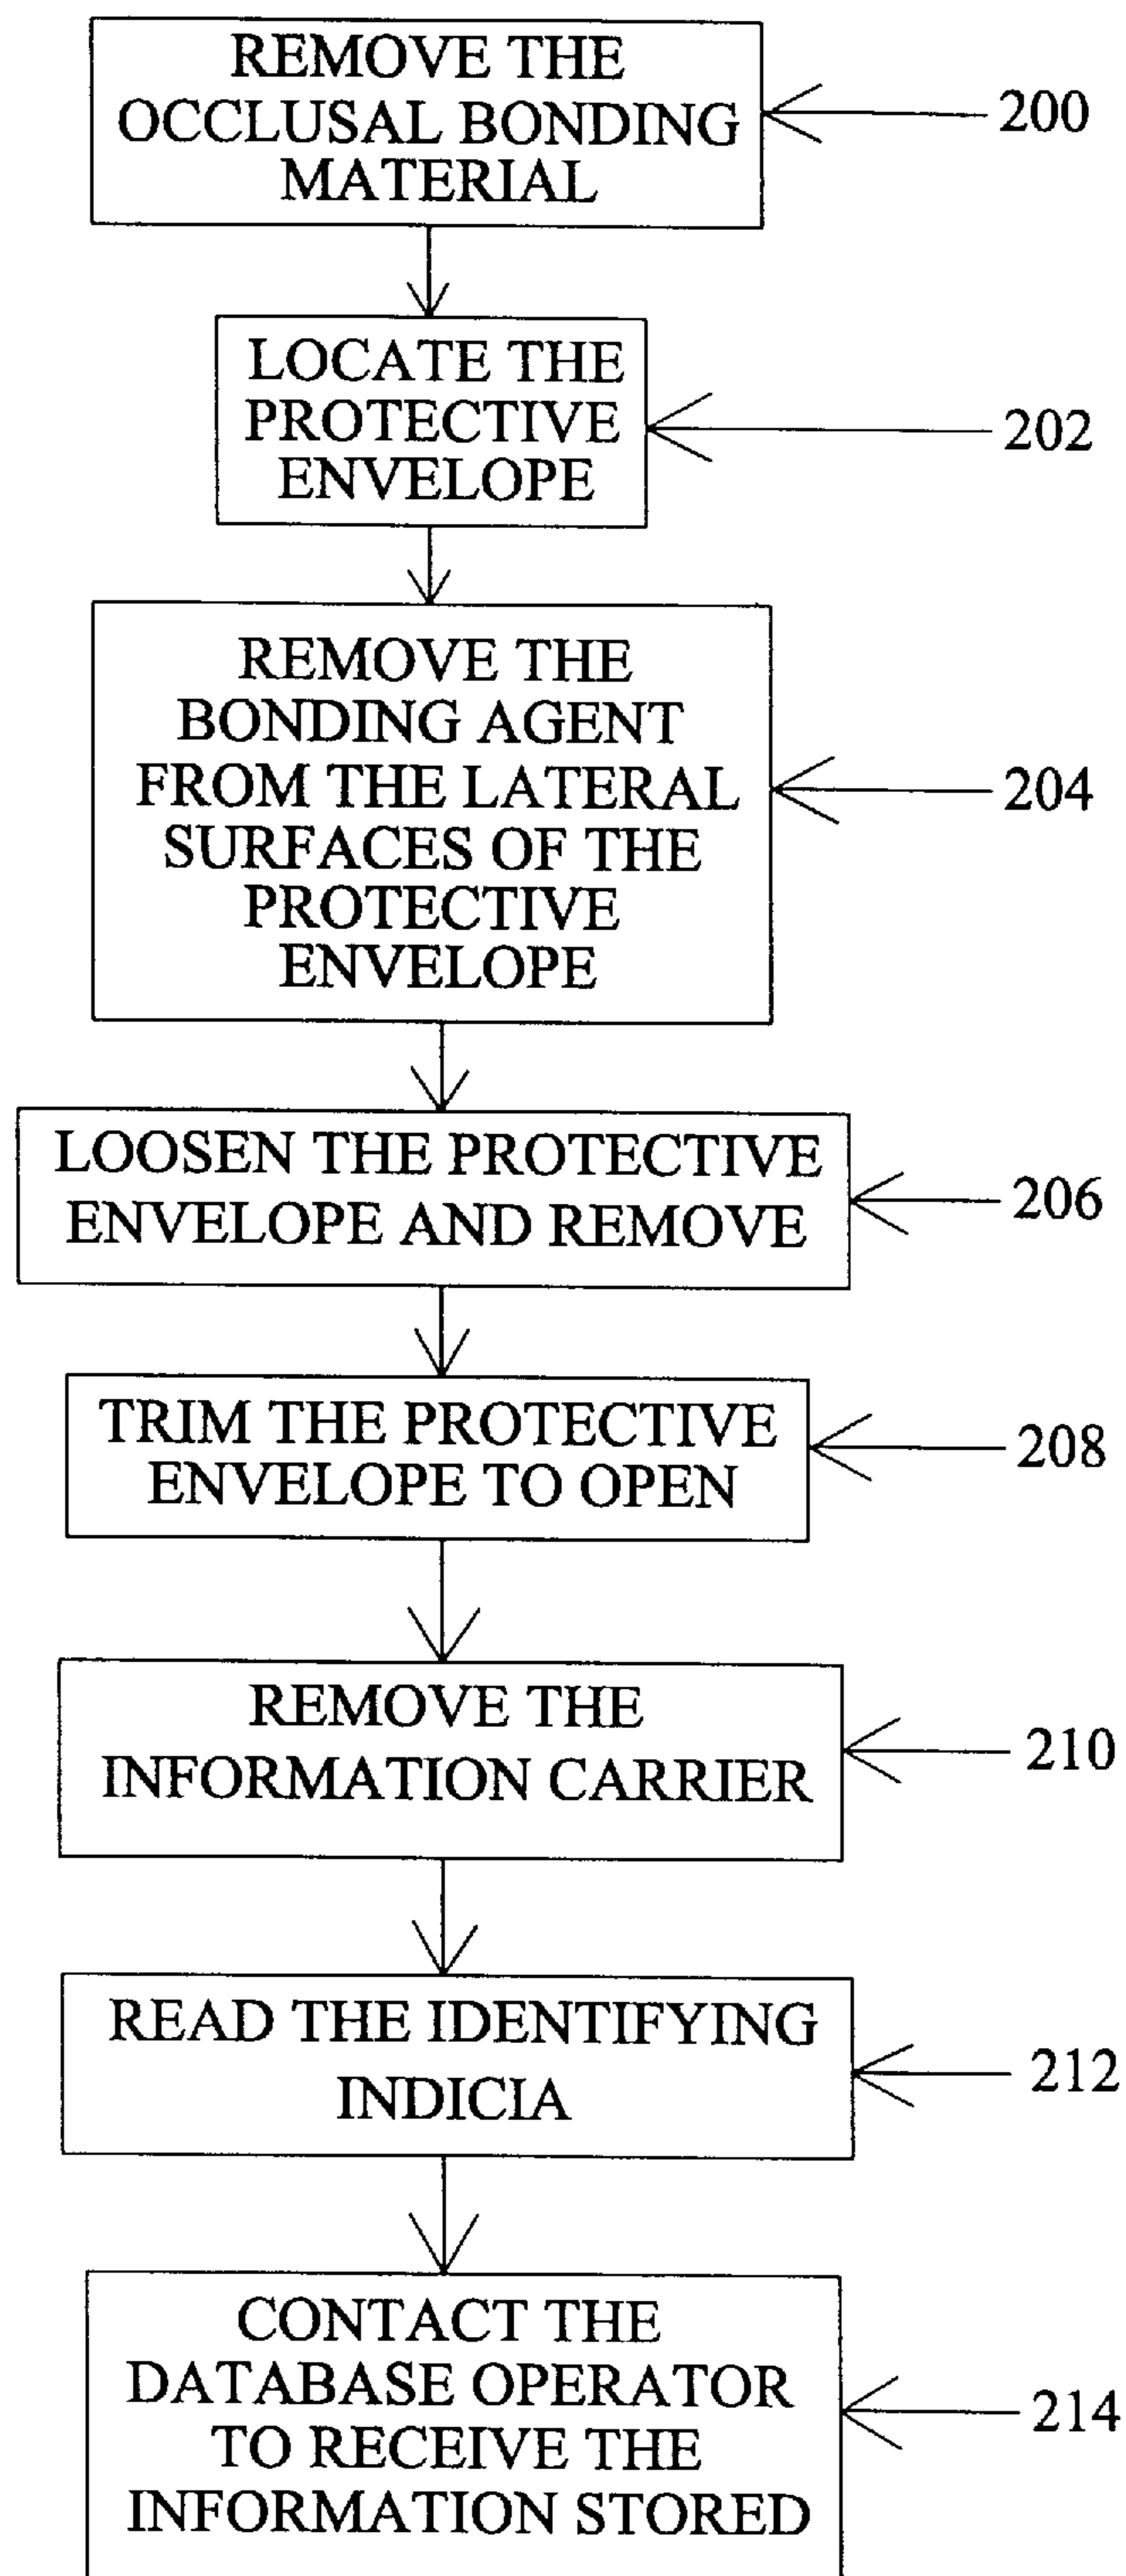 REMOVE THE
OCCLUSAL BONDING
MATERIAL
200
LOCATE THE
PROTECTIVE
ENVELOPE
202
REMOVE THE
BONDING AGENT
FROM THE LATERAL
SURFACES OF THE
PROTECTIVE
ENVELOPE
204
LOOSEN THE PROTECTIVE
ENVELOPE AND REMOVE
206
TRIM THE PROTECTIVE
ENVELOPE TO OPEN
208
REMOVE THE
INFORMATION CARRIER
210
READ THE IDENTIFYING
INDICIA
212
CONTACT THE
DATABASE OPERATOR
TO RECEIVE THE
INFORMATION STORED
214